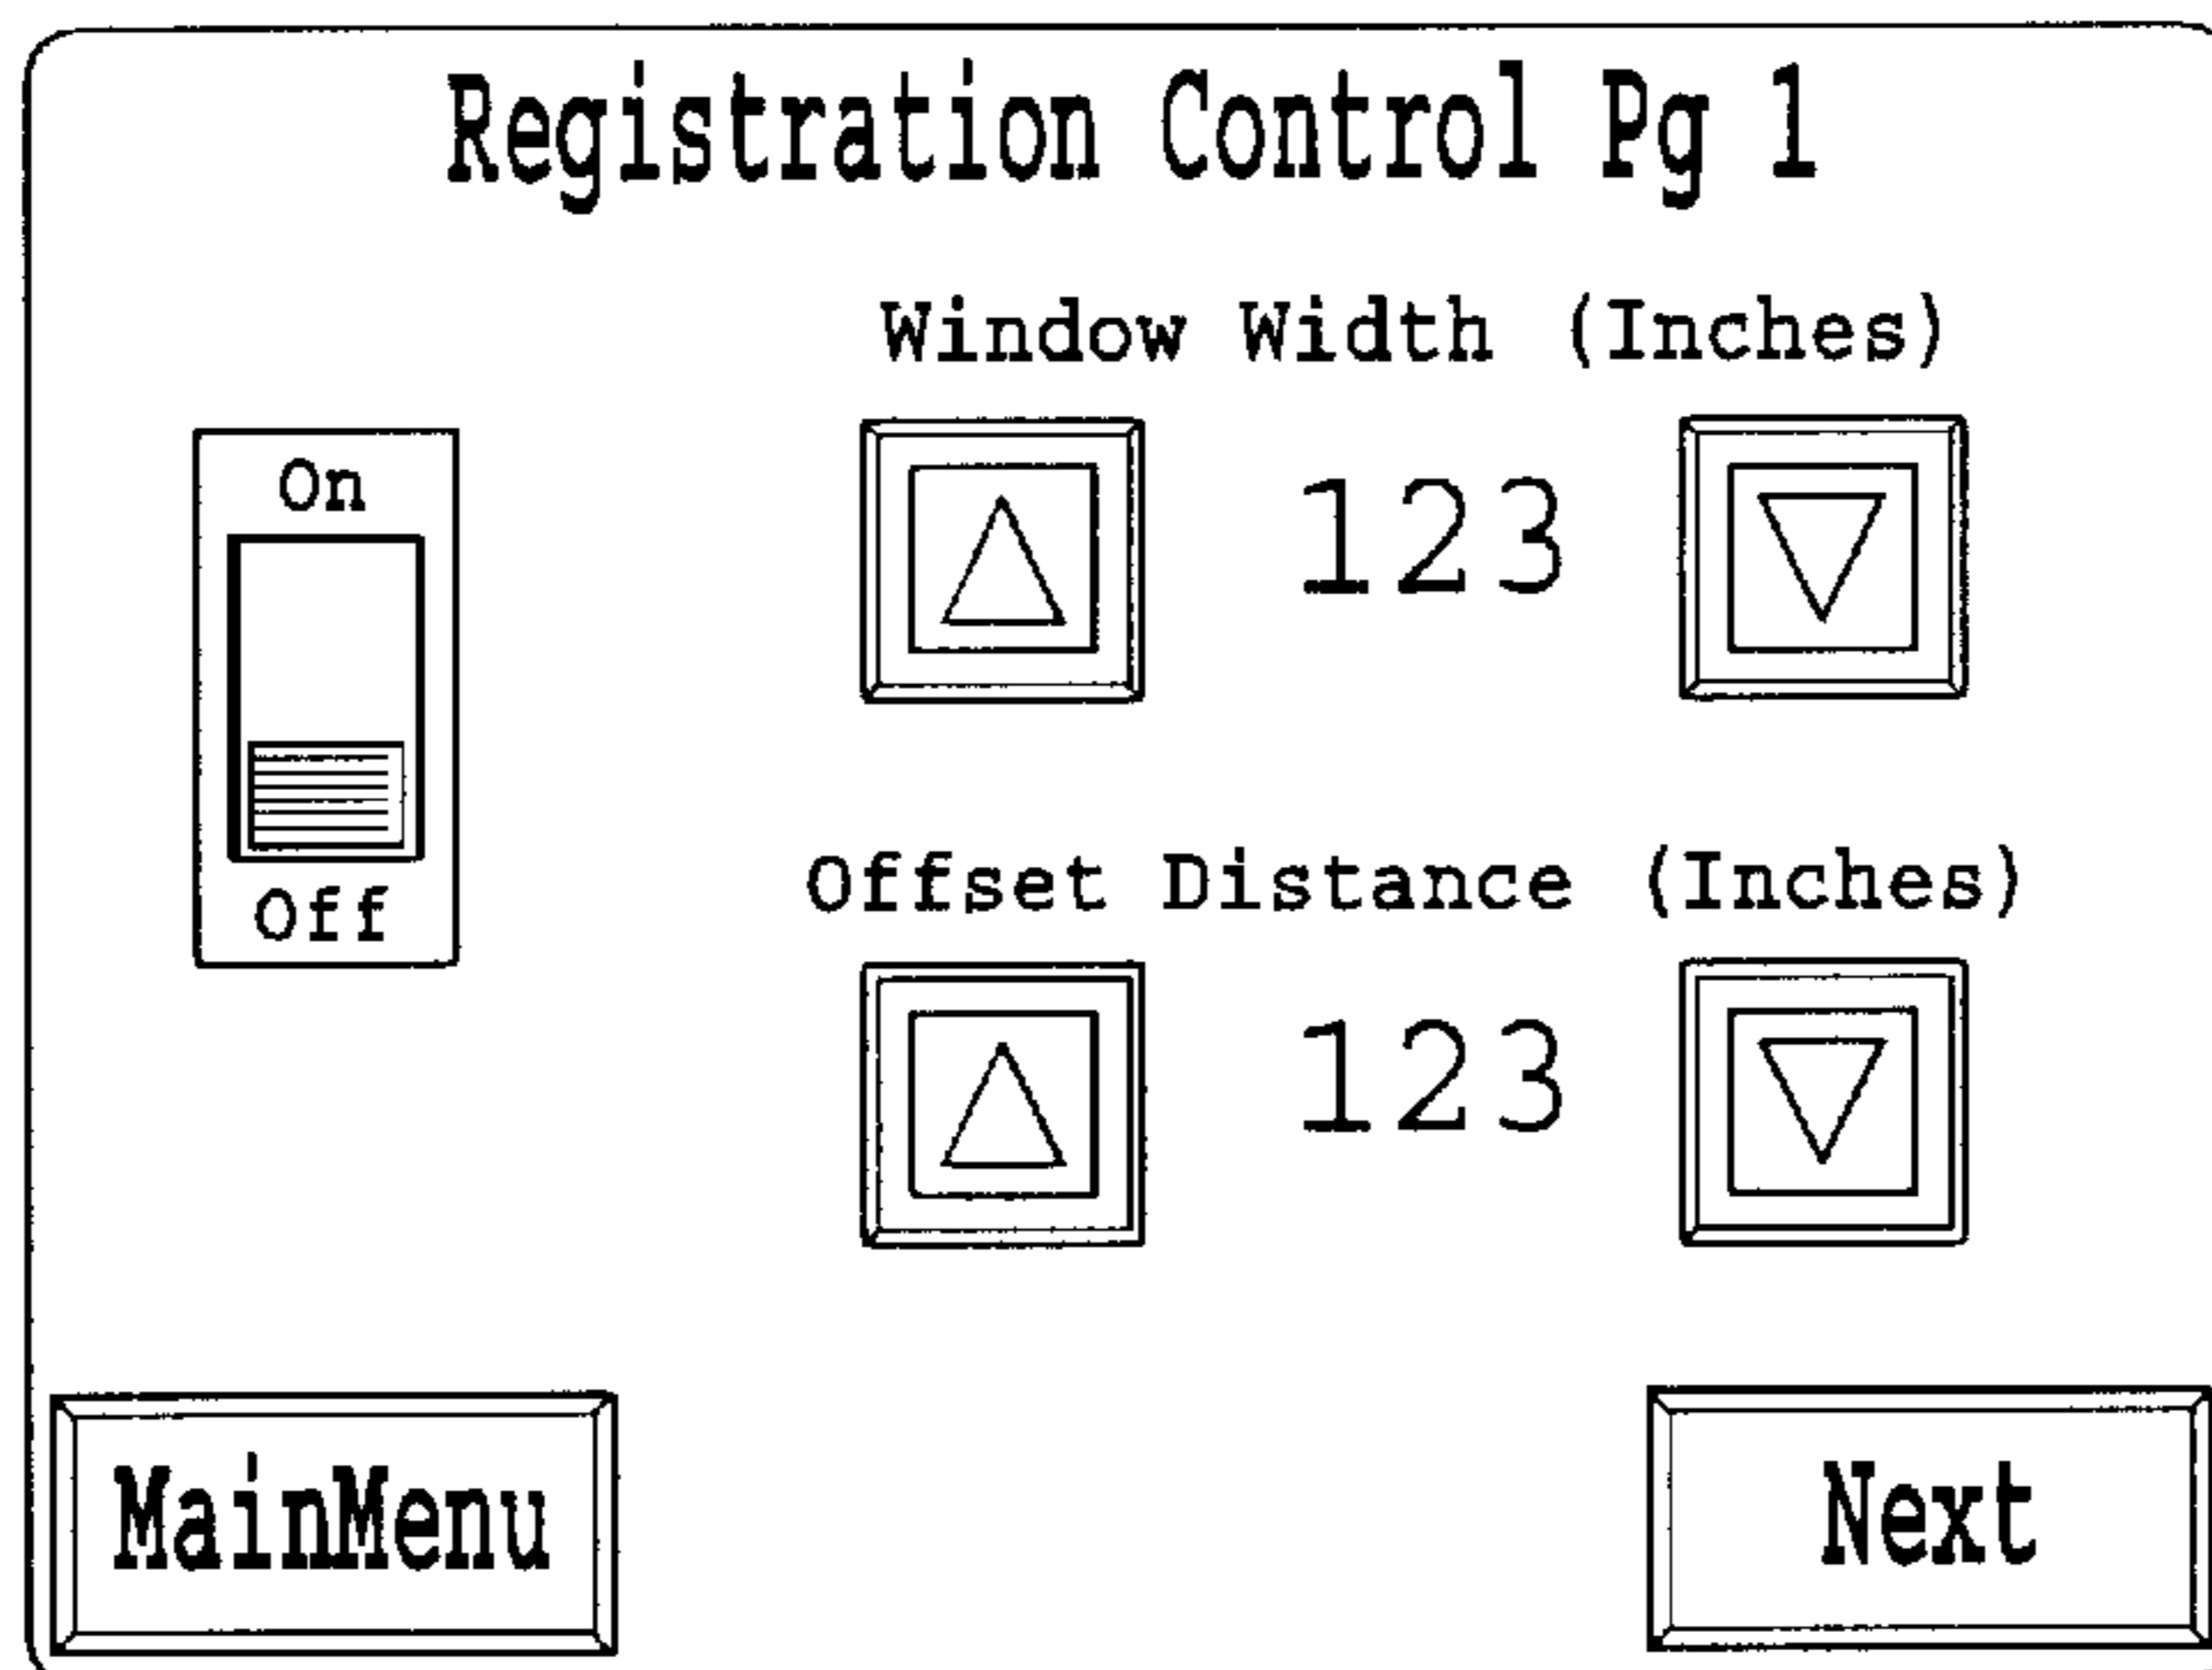 Registration Control Pg 1
Window Width (Inches)
On
123
Off
Offset Distance (Inches)
123
MainMenu
Next